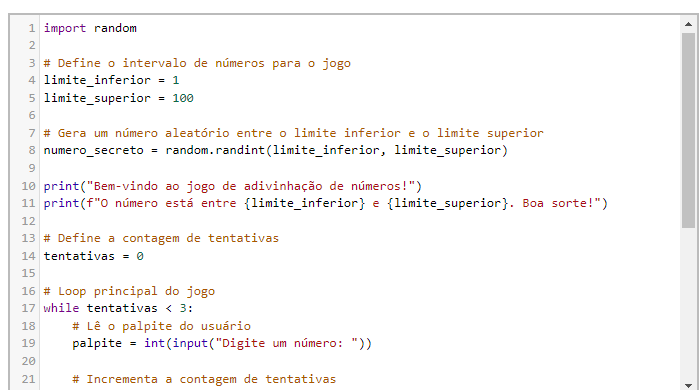 1 import random
2
3 # Define o intervalo de números para o jogo
4 limite_inferior = 1
5 limite_superior = 100
6
7 # Gera um número aleatório entre o limite inferior e o limite superior
8 numero_secreto = random.randint(limite_inferior, limite_superior)
9
10 print("Bem-vindo ao jogo de adivinhação de números!")
11 print(f"O número está entre {limite_inferior} e {limite_superior}. Boa sorte!")
12
13 # Define a contagem de tentativas
14 tentativas = 0
15
16 # Loop principal do jogo
17 while tentativas < 3:
18     # Lê o palpite do usuário
19     palpite = int(input("Digite um número: "))
20
21     # Incrementa a contagem de tentativas